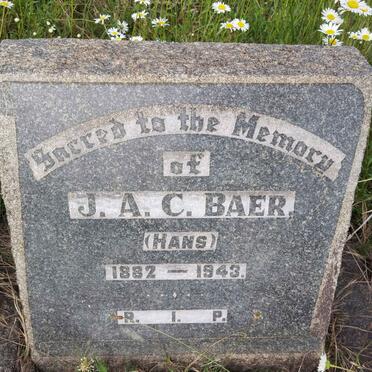 Sacred to the Memory
of
J. A. C. BAER.
(HANS)
1882 — 1943.
R. I. P.